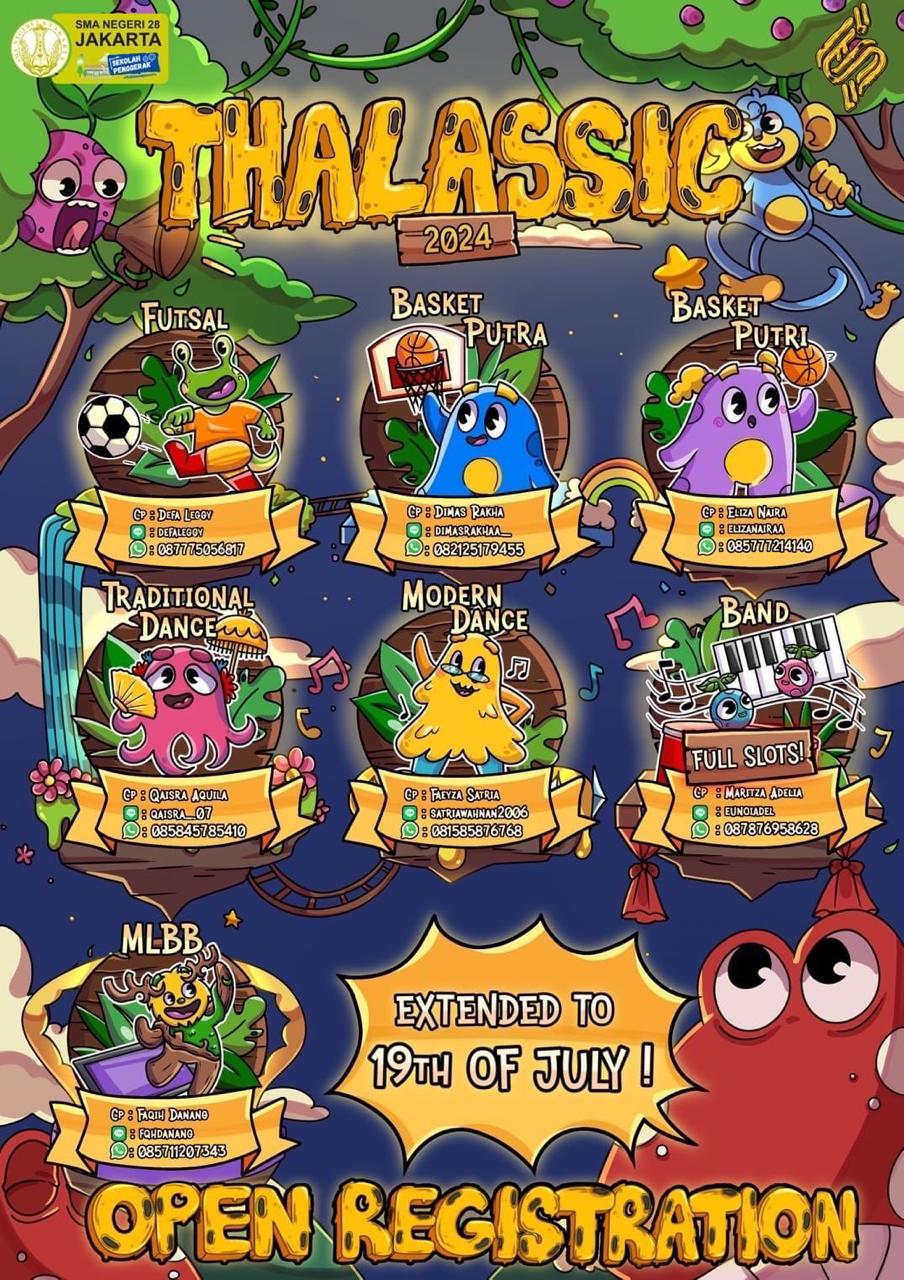 SMA NEGERI 28
JAKARTA
SEKOLAH
PENGGERAK
THALASSIC
2024
FUTSAL
CP : DEFA LEGGY
: DEFALEGGY
: 087775056817
BASKET
PUTRA
CP : DIMAS RAKHA
: DIMASRAKHAA_
: 082125179455
BASKET
PUTRI
CP : ELIZA NAIRA
: ELIZANAIRAA
: 085777214140
TRADITIONAL
DANCE
CP : QAISRA AQUILA
: QAISRA_07
: 085845785410
MODERN
DANCE
CP : FAEYZA SATRIA
: SATRIAWAHNAN2006
: 081585876768
BAND
FULL SLOTS!
CP : MARITZA ADELIA
: EUNOIADEL
: 087876958628
MLBB
CP : FAQIH DANANG
: FQHDANANG
: 085711207343
EXTENDED TO
19TH OF JULY !
OPEN REGISTRATION